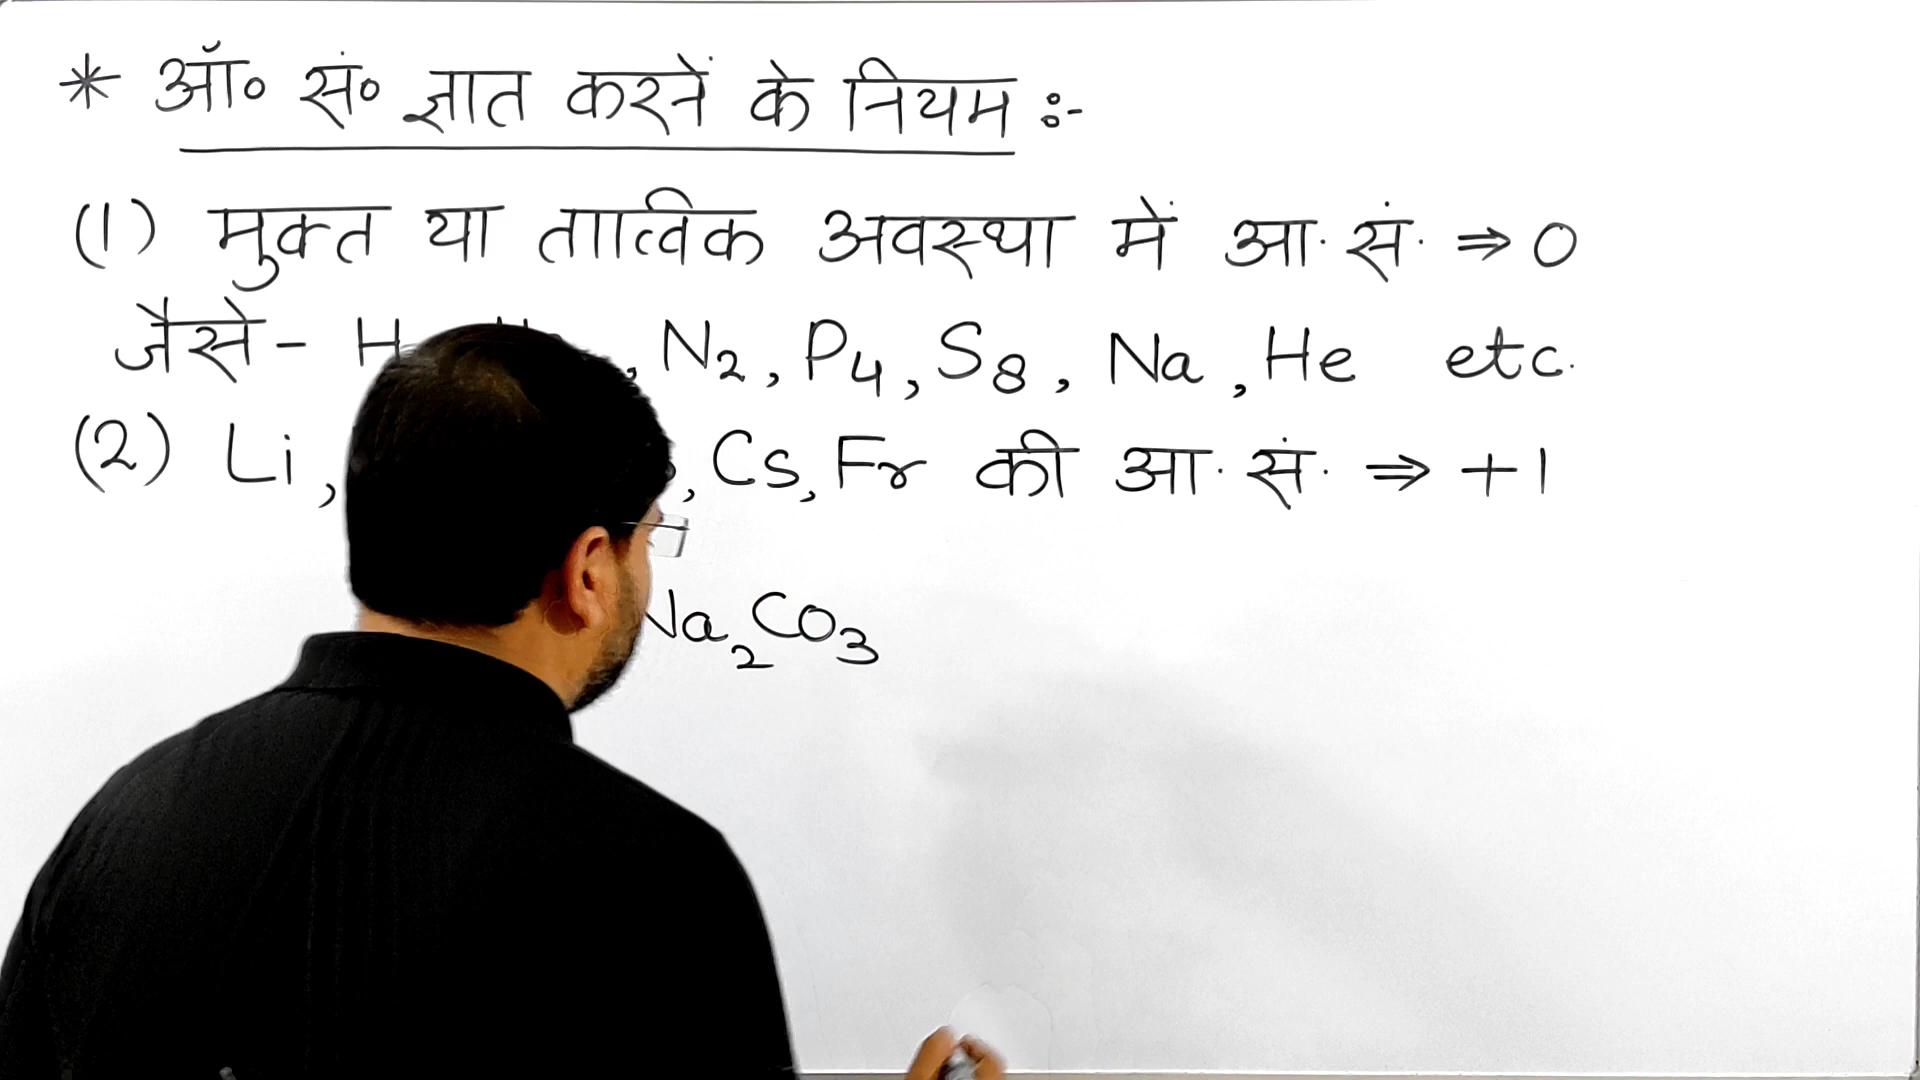 * ऑ० सं० ज्ञात करनें के नियम :-
(1) मुक्त या तात्विक अवस्था में आ. सं. ⇒ 0
जैसे - H , N₂, P₄, S₈, Na, He etc.
(2) Li, , Cs, Fr की आ. सं. ⇒ +1
Na₂CO₃